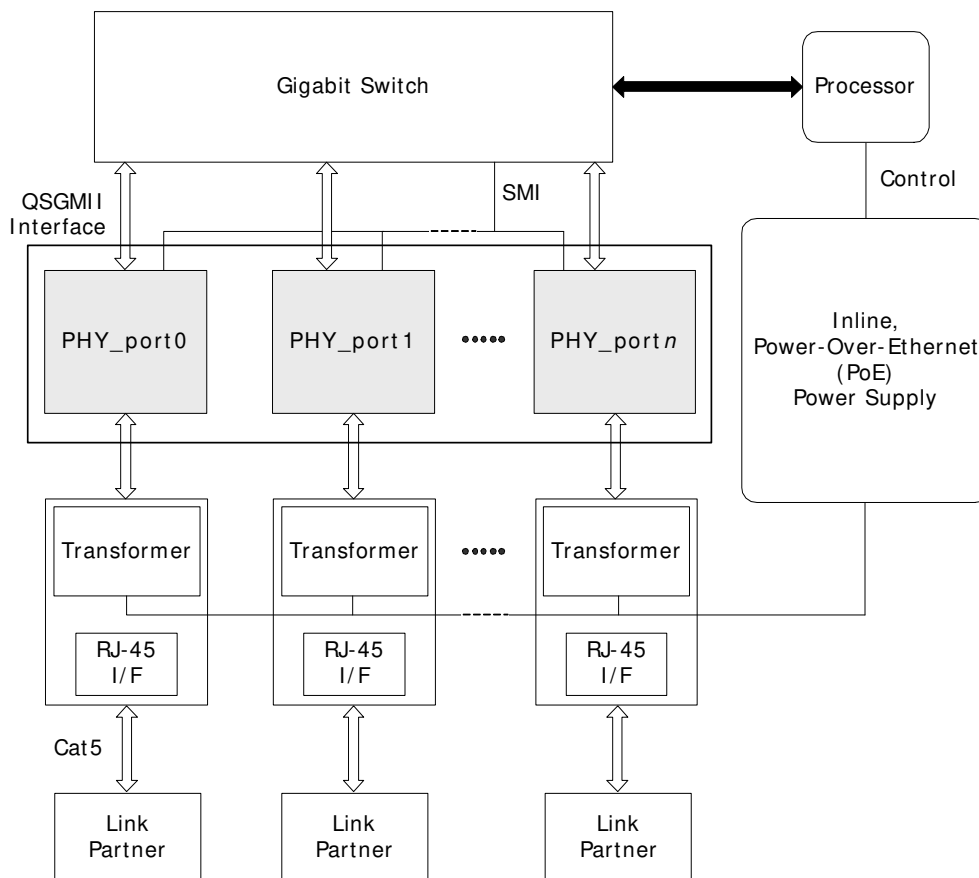 Gigabit Switch
Processor
QSGMII
Interface
SMI
Control
PHY_port0
PHY_port1
PHY_portn
Inline,
Power-Over-Ethernet
(PoE)
Power Supply
Transformer
Transformer
Transformer
RJ-45
I/F
RJ-45
I/F
RJ-45
I/F
Cat5
Link
Partner
Link
Partner
Link
Partner